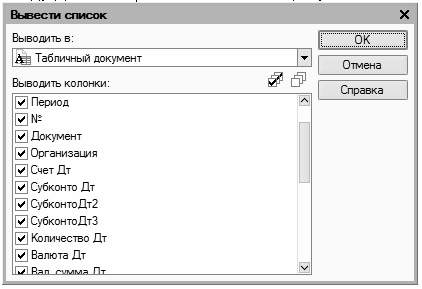 Вывести список
Выводить в:
Табличный документ
Выводить колонки:
Период
№
Документ
Организация
Счет Дт
Субконто Дт
СубконтоДт2
СубконтоДт3
Количество Дт
Валюта Дт
Вал. сумма Дт
OK
Отмена
Справка